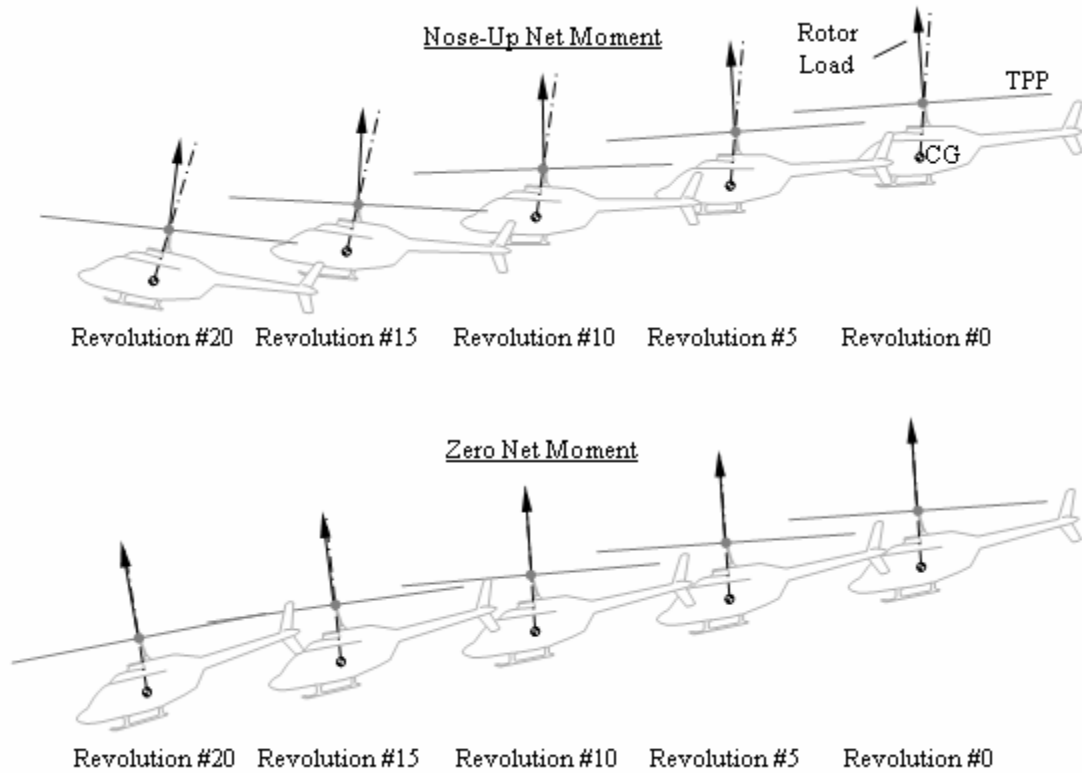 Nose-Up Net Moment
Rotor
Load
TPP
CG
Revolution #20 Revolution #15 Revolution #10 Revolution #5 Revolution #0
Zero Net Moment
Revolution #20 Revolution #15 Revolution #10 Revolution #5 Revolution #0